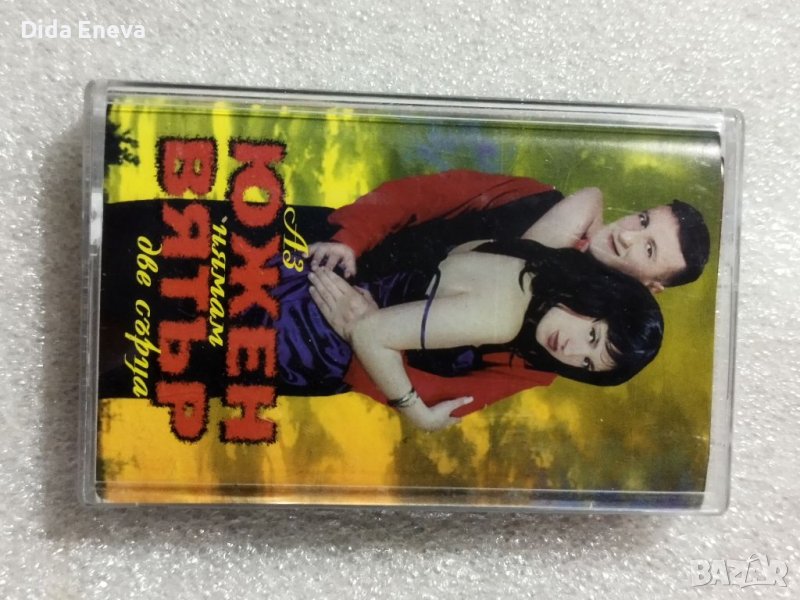 Dida Eneva
ЮЖЕН
ВЯТЪР
Аз
нямам
две сърца
BAZAR